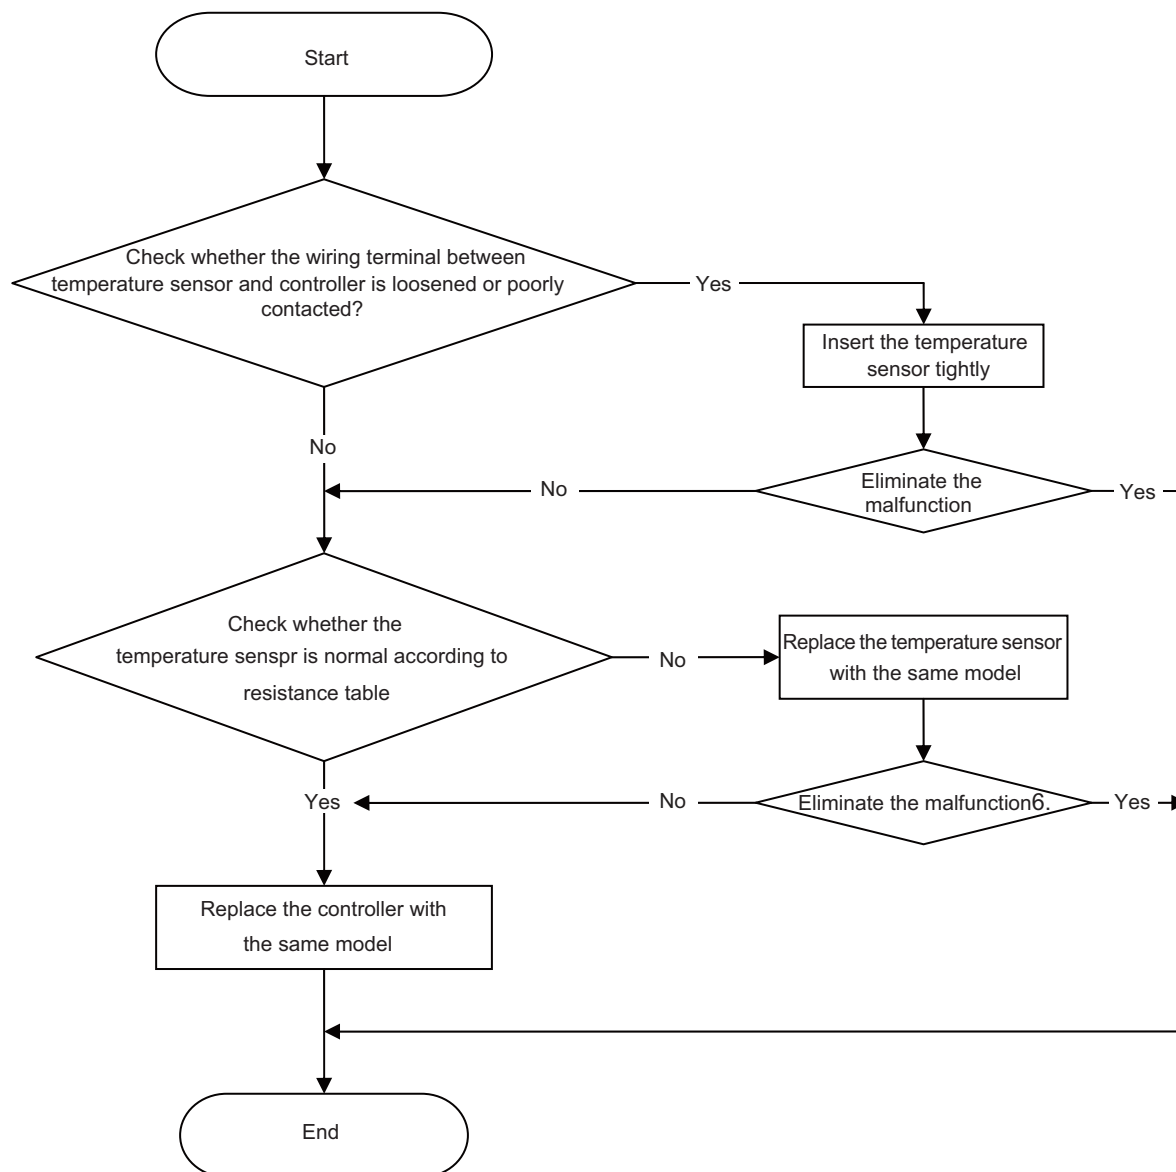 Start
Check whether the wiring terminal between
temperature sensor and controller is loosened or poorly
contacted?
Yes
Insert the temperature
sensor tightly
No
Eliminate the
malfunction
No
Yes
Check whether the
temperature senspr is normal according to
resistance table
No
Replace the temperature sensor
with the same model
Yes
No
Eliminate the malfunction6.
Yes
Replace the controller with
the same model
End